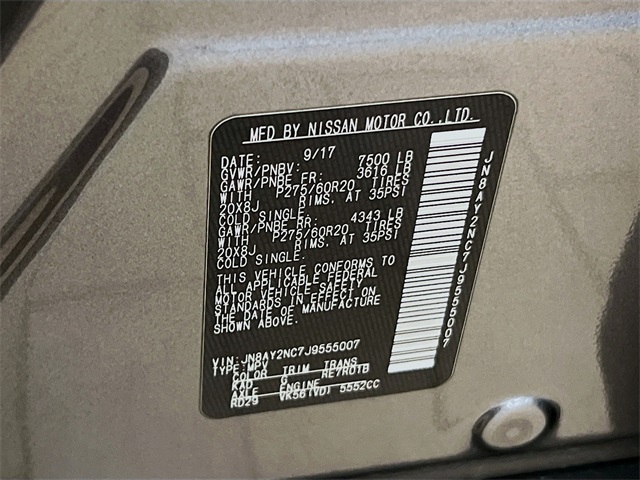 MFD BY NISSAN MOTOR CO.,LTD.
DATE: 9/17
GVWR/PNBV: 7500 LB
GAWR/PNBE FR: 3616 LB
WITH P275/60R20 TIRES
20X8J RIMS, AT 35PSI
COLD SINGLE.
GAWR/PNBE RR: 4343 LB
WITH P275/60R20 TIRES
20X8J RIMS, AT 35PSI
COLD SINGLE.
THIS VEHICLE CONFORMS TO
ALL APPLICABLE FEDERAL
MOTOR VEHICLE SAFETY
STANDARDS IN EFFECT ON
THE DATE OF MANUFACTURE
SHOWN ABOVE.
VIN:JN8AY2NC7J9555007
TYPE:MPV
COLOR TRIM TRANS
KAD G RE7R01B
AXLE ENGINE
RD29 VK56(VD) 5552CC
JN8AY2NC7J9555007